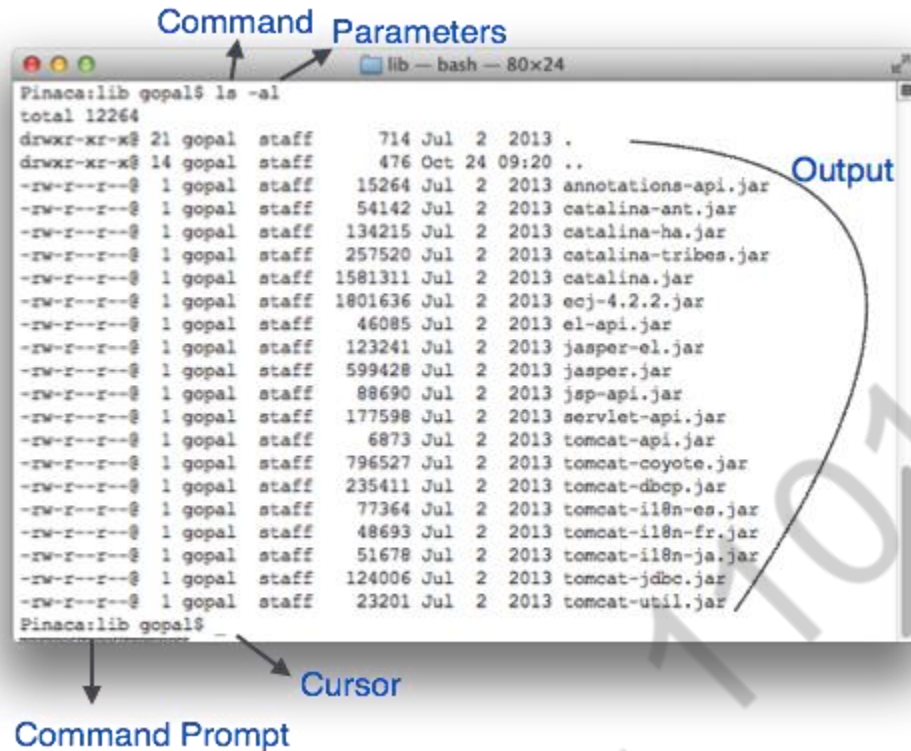 Command Parameters
lib — bash — 80×24
Pinaca:lib gopal$ ls -al
total 12264
drwxr-xr-x@ 21 gopal staff 714 Jul 2 2013 .
drwxr-xr-x@ 14 gopal staff 476 Oct 24 09:20 ..
Output
-rw-r--r--@ 1 gopal staff 15264 Jul 2 2013 annotations-api.jar
-rw-r--r--@ 1 gopal staff 54142 Jul 2 2013 catalina-ant.jar
-rw-r--r--@ 1 gopal staff 134215 Jul 2 2013 catalina-ha.jar
-rw-r--r--@ 1 gopal staff 257520 Jul 2 2013 catalina-tribes.jar
-rw-r--r--@ 1 gopal staff 1581311 Jul 2 2013 catalina.jar
-rw-r--r--@ 1 gopal staff 1801636 Jul 2 2013 ecj-4.2.2.jar
-rw-r--r--@ 1 gopal staff 46085 Jul 2 2013 el-api.jar
-rw-r--r--@ 1 gopal staff 123241 Jul 2 2013 jasper-el.jar
-rw-r--r--@ 1 gopal staff 599428 Jul 2 2013 jasper.jar
-rw-r--r--@ 1 gopal staff 88690 Jul 2 2013 jsp-api.jar
-rw-r--r--@ 1 gopal staff 177598 Jul 2 2013 servlet-api.jar
-rw-r--r--@ 1 gopal staff 6873 Jul 2 2013 tomcat-api.jar
-rw-r--r--@ 1 gopal staff 796527 Jul 2 2013 tomcat-coyote.jar
-rw-r--r--@ 1 gopal staff 235411 Jul 2 2013 tomcat-dbcp.jar
-rw-r--r--@ 1 gopal staff 77364 Jul 2 2013 tomcat-i18n-es.jar
-rw-r--r--@ 1 gopal staff 48693 Jul 2 2013 tomcat-i18n-fr.jar
-rw-r--r--@ 1 gopal staff 51678 Jul 2 2013 tomcat-i18n-ja.jar
-rw-r--r--@ 1 gopal staff 124006 Jul 2 2013 tomcat-jdbc.jar
-rw-r--r--@ 1 gopal staff 23201 Jul 2 2013 tomcat-util.jar
Pinaca:lib gopal$ _
Cursor
Command Prompt
1101